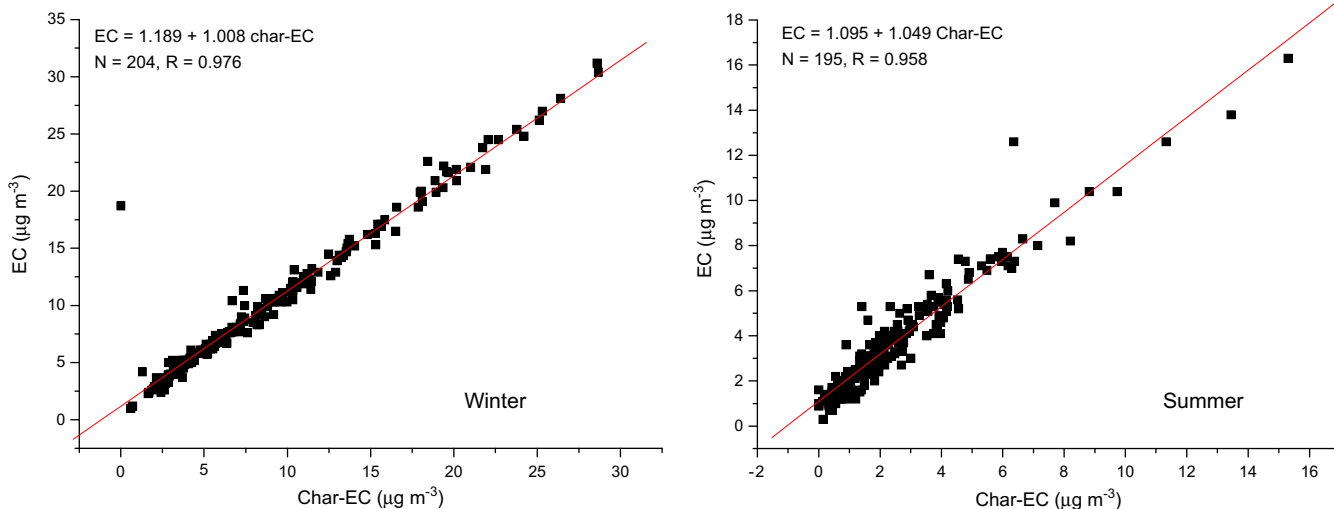 EC = 1.189 + 1.008 char-EC
N = 204, R = 0.976
35
30
25
20
15
10
5
0
EC (μg m⁻³)
Winter
0 5 10 15 20 25 30
Char-EC (μg m⁻³)
EC = 1.095 + 1.049 Char-EC
N = 195, R = 0.958
18
16
14
12
10
8
6
4
2
0
EC (μg m⁻³)
Summer
-2 0 2 4 6 8 10 12 14 16
Char-EC (μg m⁻³)